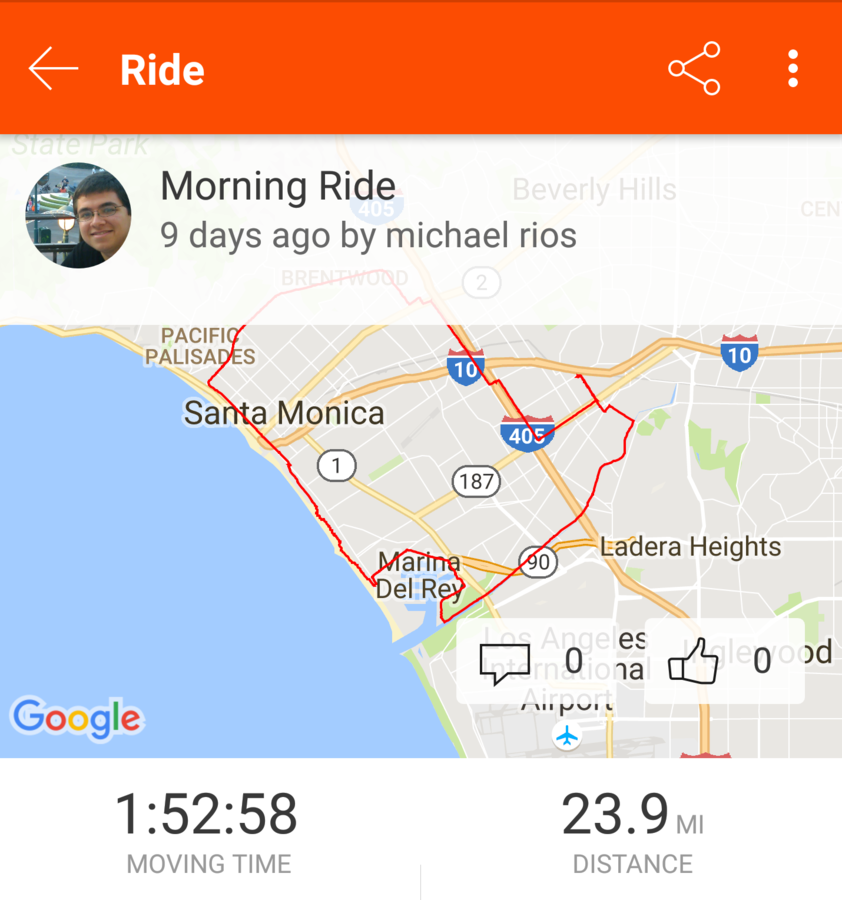 Ride
State Park
Morning Ride
Beverly Hills
405
CEN
9 days ago by michael rios
BRENTWOOD
2
PACIFIC
PALISADES
10
10
Santa Monica
405
1
187
Marina
Del Rey
90
Ladera Heights
Los Angeles
International
Airport
0
Inglewood
0
Google
1:52:58
23.9 MI
MOVING TIME
DISTANCE